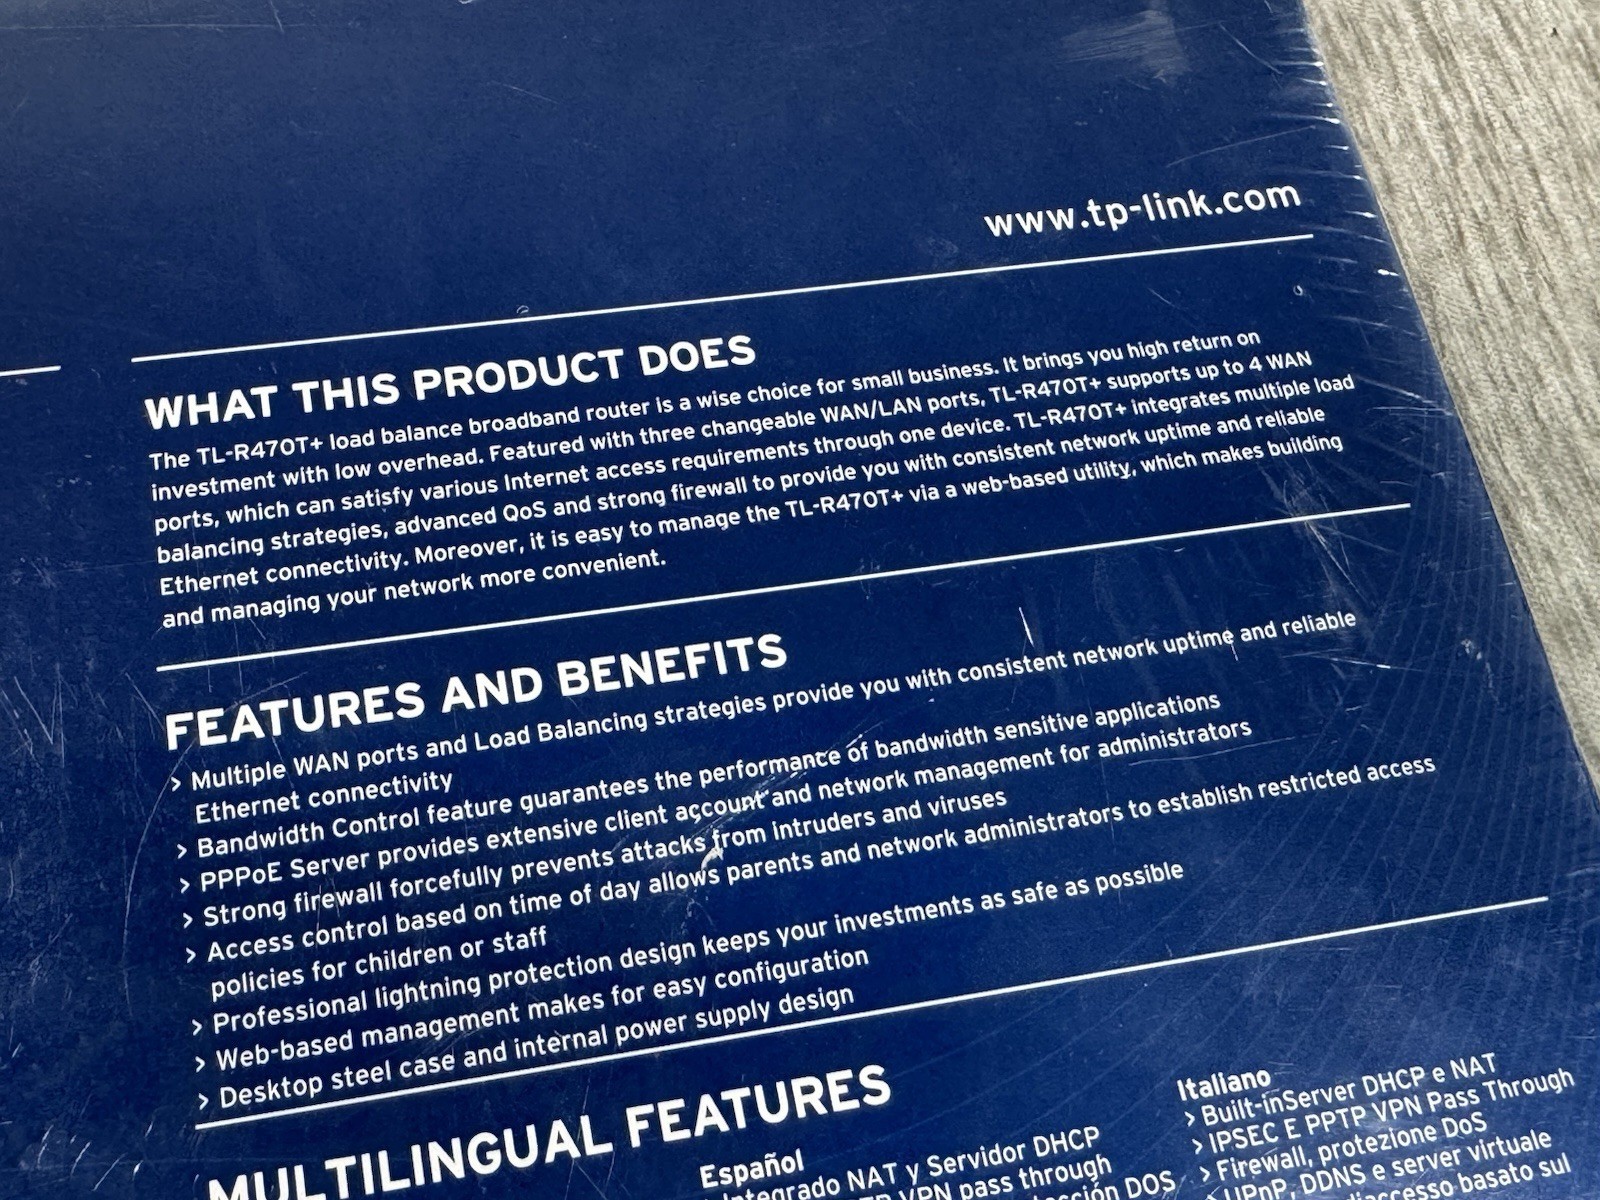 www.tp-link.com
WHAT THIS PRODUCT DOES
The TL-R470T+ load balance broadband router is a wise choice for small business. It brings you high return on
investment with low overhead. Featured with three changeable WAN/LAN ports, TL-R470T+ supports up to 4 WAN
ports, which can satisfy various Internet access requirements through one device. TL-R470T+ integrates multiple load
balancing strategies, advanced QoS and strong firewall to provide you with consistent network uptime and reliable
Ethernet connectivity. Moreover, it is easy to manage the TL-R470T+ via a web-based utility, which makes building
and managing your network more convenient.
FEATURES AND BENEFITS
> Multiple WAN ports and Load Balancing strategies provide you with consistent network uptime and reliable
Ethernet connectivity
> Bandwidth Control feature guarantees the performance of bandwidth sensitive applications
> PPPoE Server provides extensive client account and network management for administrators
> Strong firewall forcefully prevents attacks from intruders and viruses
> Access control based on time of day allows parents and network administrators to establish restricted access
policies for children or staff
> Professional lightning protection design keeps your investments as safe as possible
> Web-based management makes for easy configuration
> Desktop steel case and internal power supply design
MULTILINGUAL FEATURES
Español
Integrado NAT y Servidor DHCP
VPN pass through
DOS
Italiano
> Built-inServer DHCP e NAT
> IPSEC E PPTP VPN Pass Through
> Firewall, protezione DoS
> UPnP, DDNS e server virtuale
basato sul